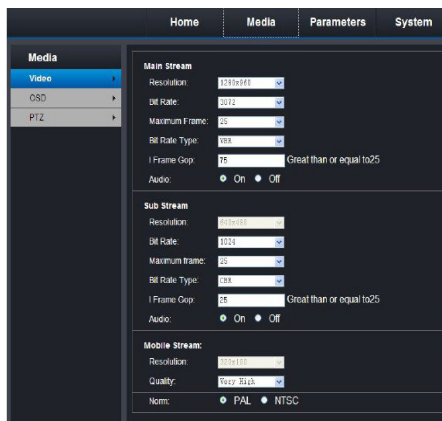 Home Media Parameters System
Media
Video
OSD
PTZ
Main Stream
Resolution: 1280x960
Bit Rate: 3072
Maximum Frame: 25
Bit Rate Type: VBR
I Frame Gop: 75 Great than or equal to25
Audio: On Off
Sub Stream
Resolution:
Bit Rate: 1024
Maximum frame: 25
Bit Rate Type: CBR
I Frame Gop: 25 Great than or equal to25
Audio: On Off
Mobile Stream:
Resolution:
Quality: Very High
Norm: PAL NTSC